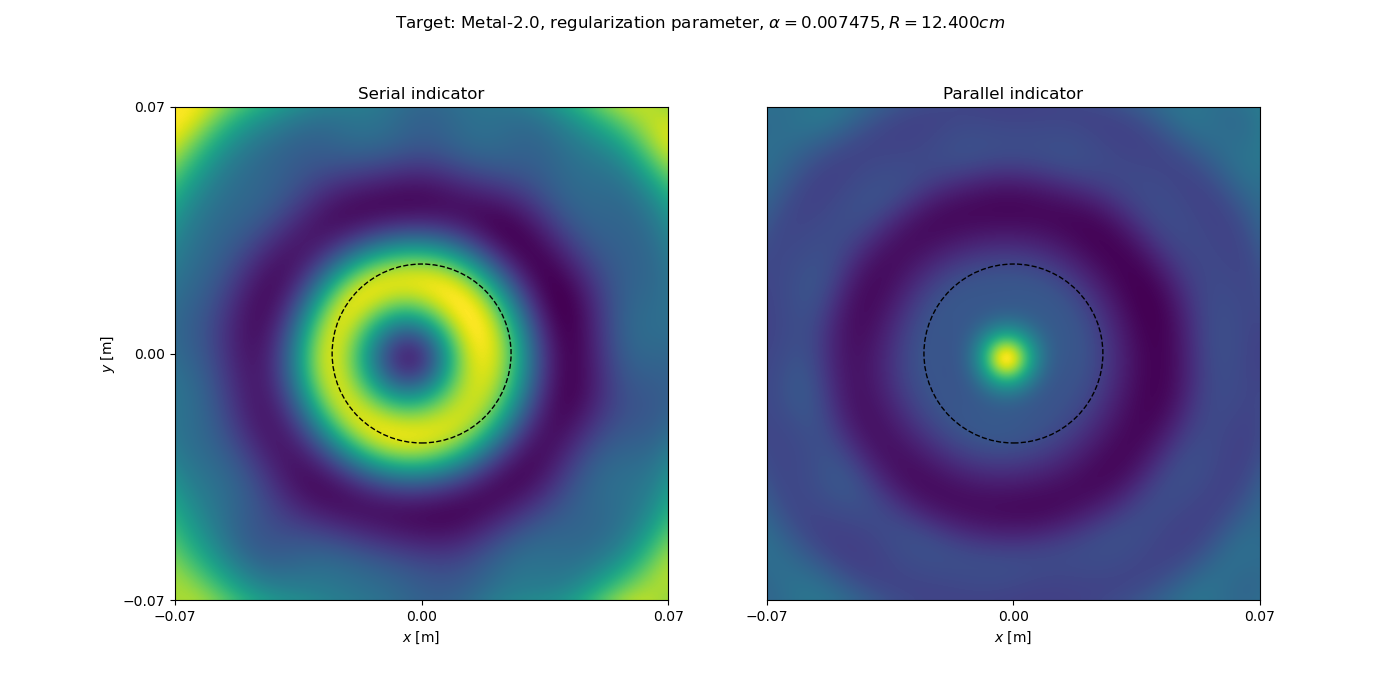 Target: Metal-2.0, regularization parameter, α = 0.007475, R = 12.400cm
Serial indicator
Parallel indicator
0.07
0.00
−0.07
y [m]
−0.07 0.00 0.07
x [m]
−0.07 0.00 0.07
x [m]